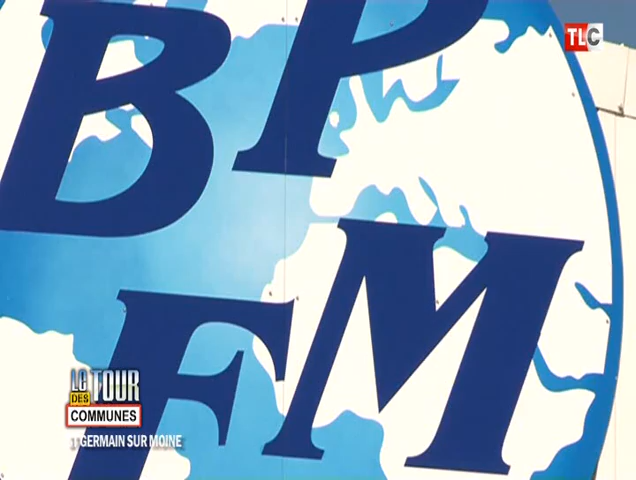 BP
FM
TLC
LE TOUR
DES
COMMUNES
ST GERMAIN SUR MOINE